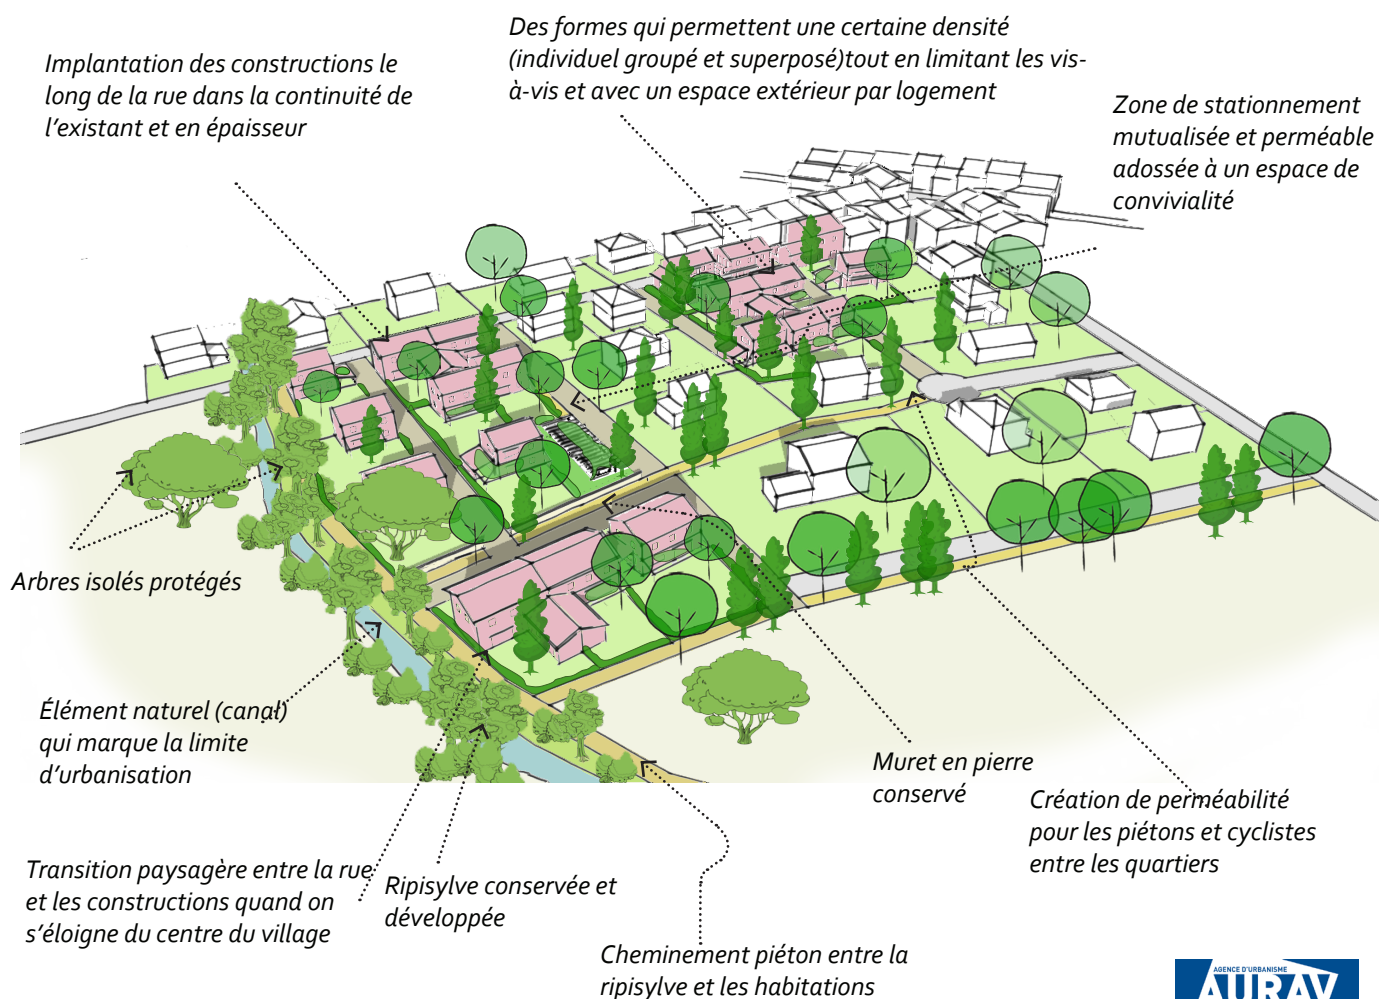 Des formes qui permettent une certaine densité
(individuel groupé et superposé)tout en limitant les vis-
à-vis et avec un espace extérieur par logement
Implantation des constructions le
long de la rue dans la continuité de
l'existant et en épaisseur
Zone de stationnement
mutualisée et perméable
adossée à un espace de
convivialité
Arbres isolés protégés
Élément naturel (canal)
qui marque la limite
d'urbanisation
Muret en pierre
conservé
Création de perméabilité
pour les piétons et cyclistes
entre les quartiers
Transition paysagère entre la rue
et les constructions quand on
s'éloigne du centre du village
Ripisylve conservée et
développée
Cheminement piéton entre la
ripisylve et les habitations
AGENCE D'URBANISME
AURAV